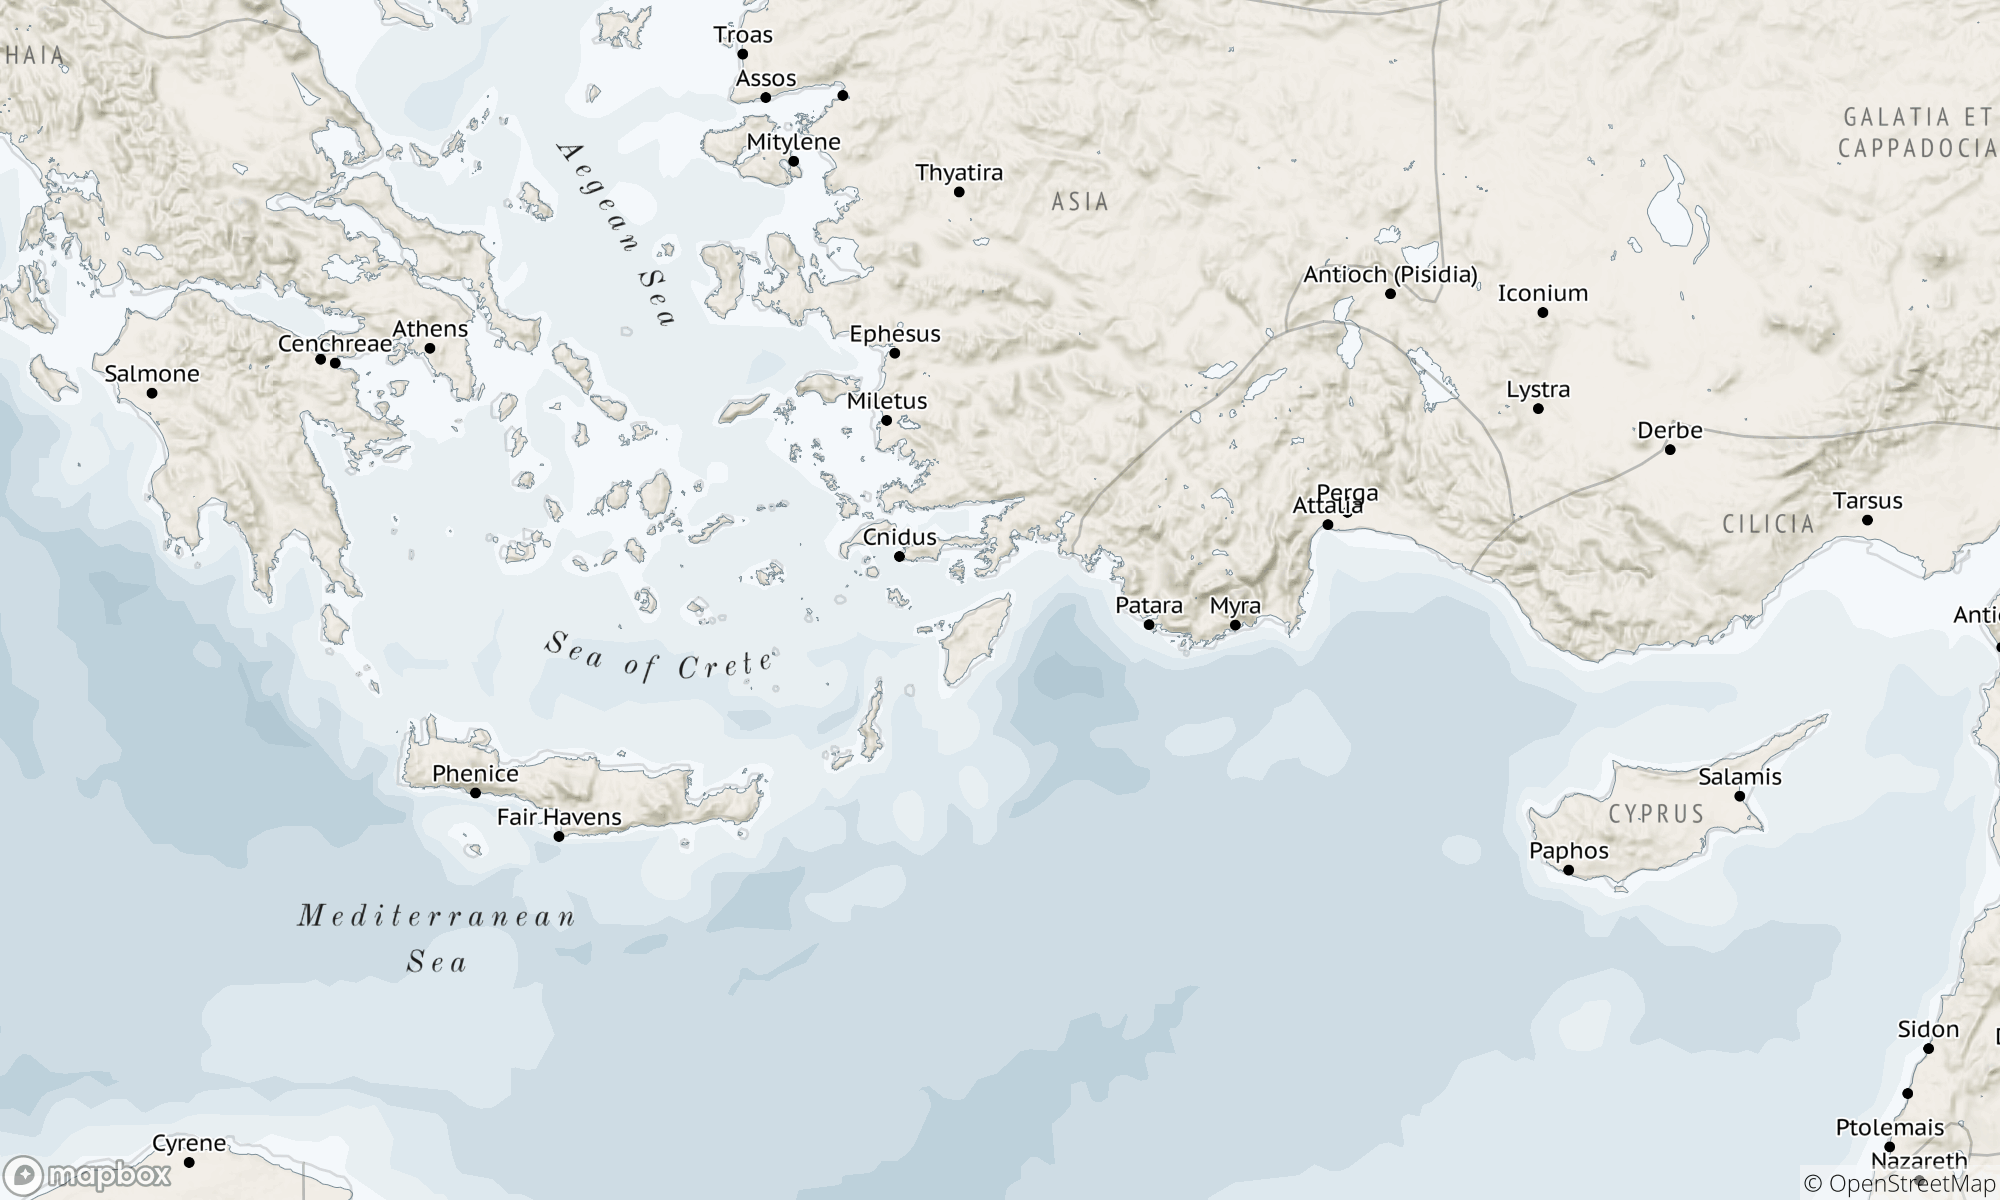 Troas
HAIA
Assos
GALATIA ET
CAPPADOCIA
Mitylene
Thyatira
ASIA
Aegean Sea
Antioch (Pisidia)
Iconium
Athens
Ephesus
Cenchreae
Salmone
Lystra
Miletus
Derbe
Perga
Attalia
Tarsus
CILICIA
Cnidus
Patara
Myra
Antio
Sea of Crete
Phenice
Salamis
Fair Havens
CYPRUS
Paphos
Mediterranean
Sea
Sidon
Ptolemais
Cyrene
Nazareth
mapbox
© OpenStreetMap